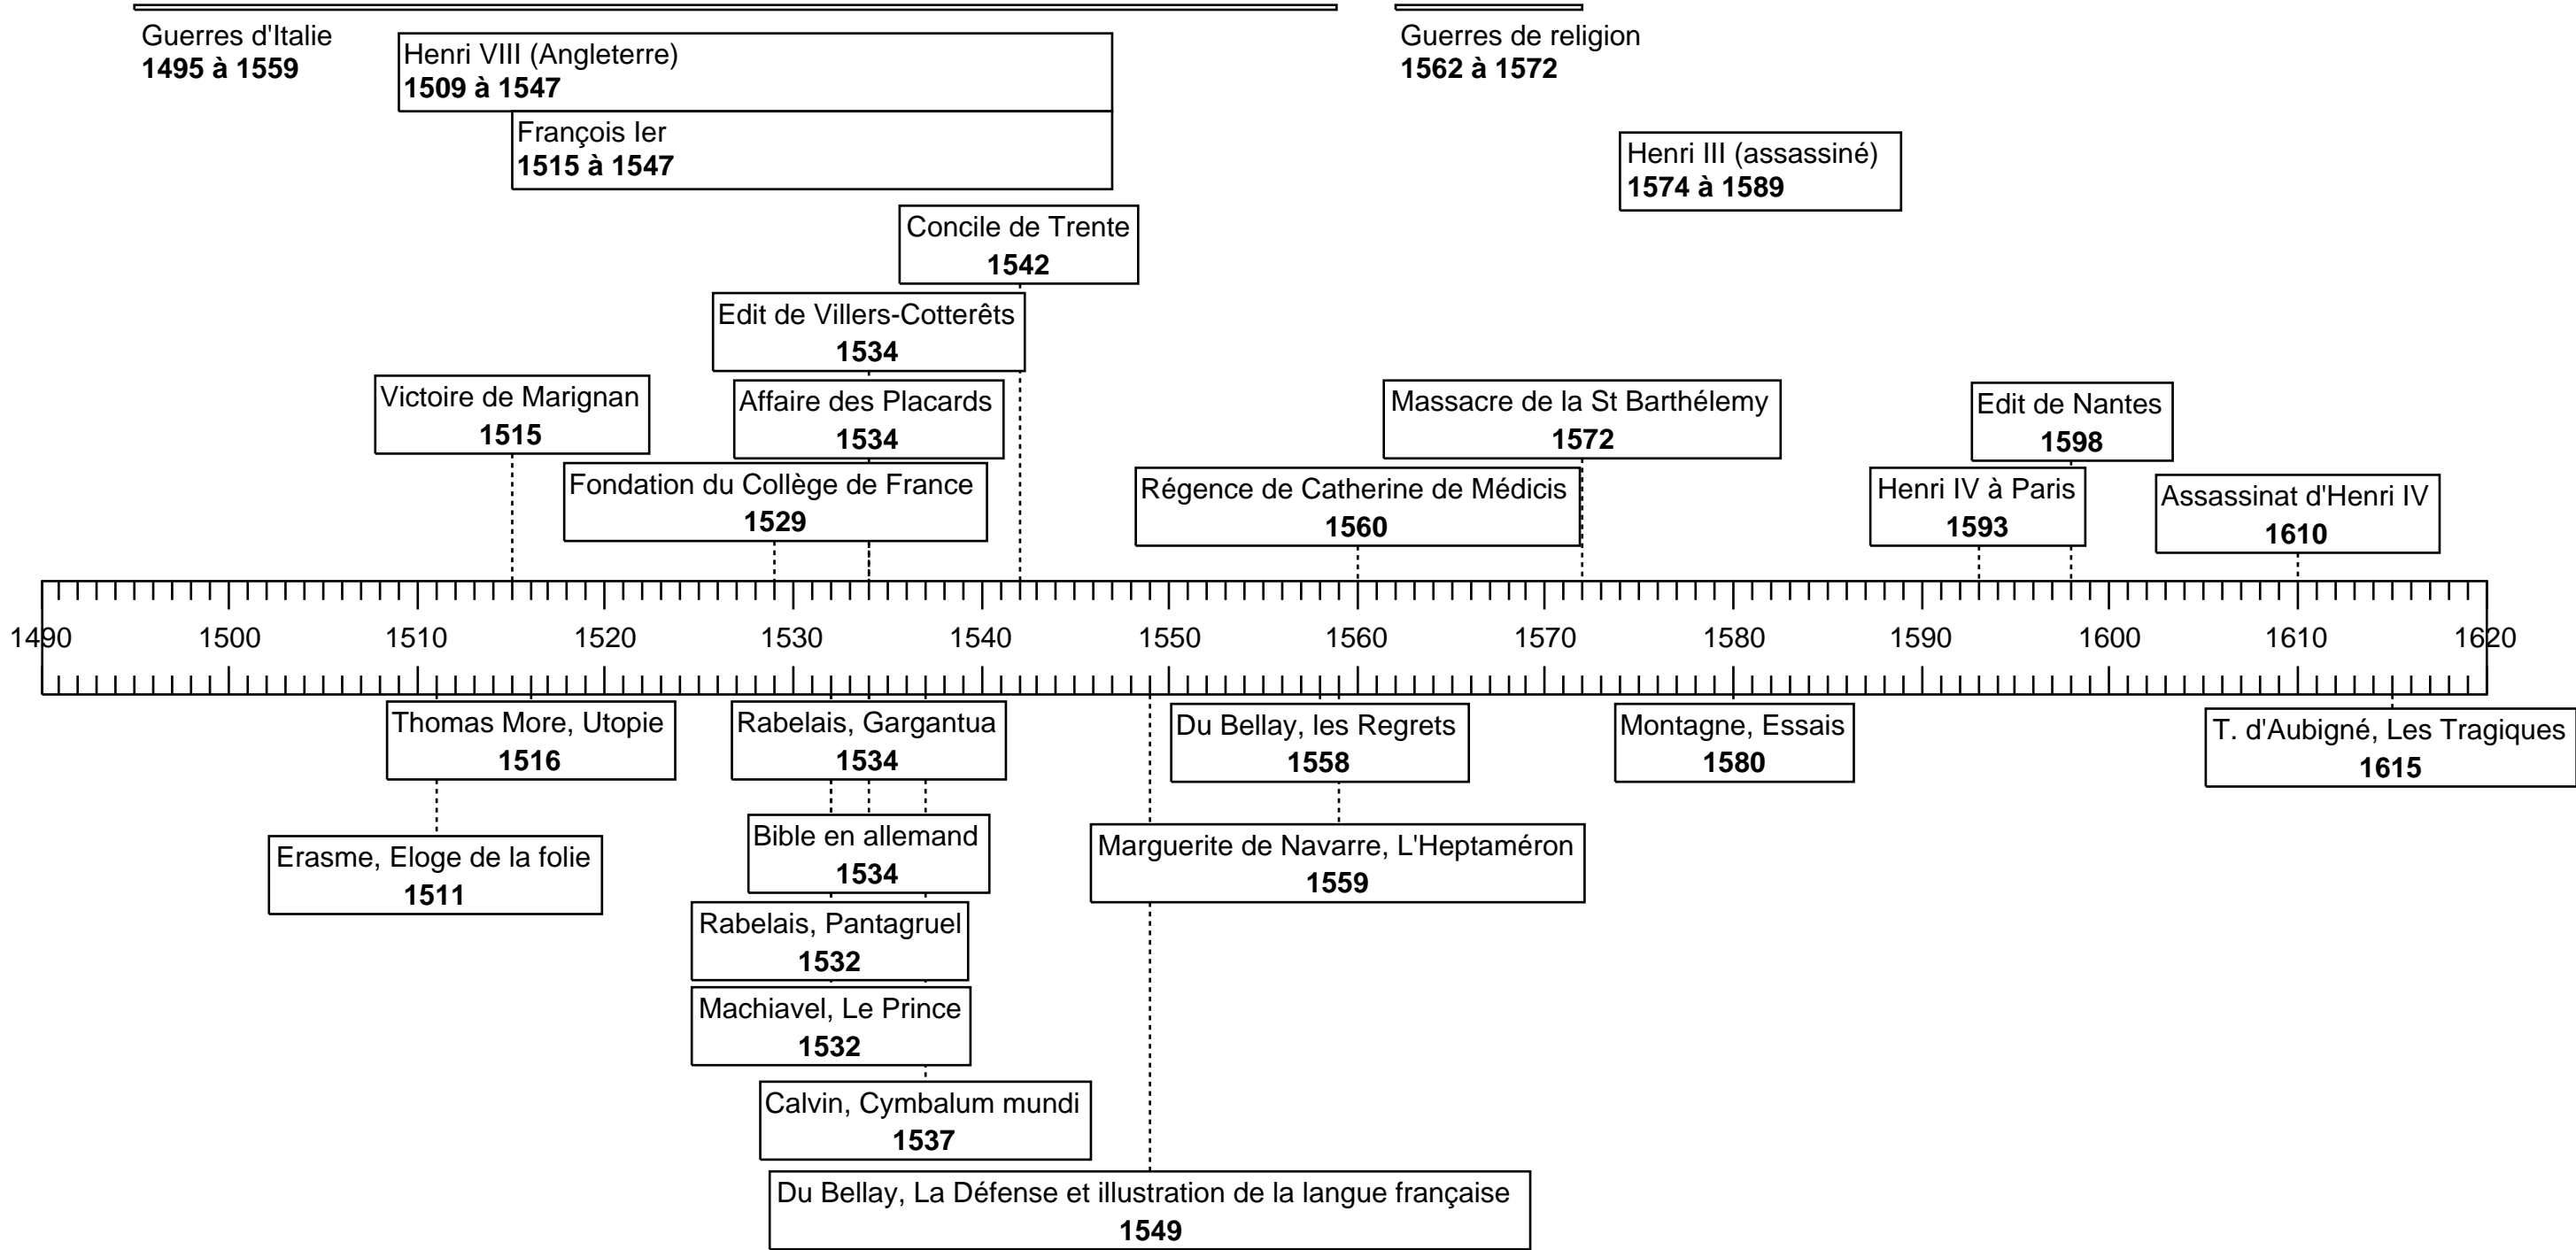 Guerres d'Italie
1495 à 1559
Guerres de religion
1562 à 1572
Henri VIII (Angleterre)
1509 à 1547
François Ier
1515 à 1547
Henri III (assassiné)
1574 à 1589
Concile de Trente
1542
Edit de Villers-Cotterêts
1534
Victoire de Marignan
1515
Affaire des Placards
1534
Massacre de la St Barthélemy
1572
Edit de Nantes
1598
Fondation du Collège de France
1529
Régence de Catherine de Médicis
1560
Henri IV à Paris
1593
Assassinat d'Henri IV
1610
1490 1500 1510 1520 1530 1540 1550 1560 1570 1580 1590 1600 1610 1620
Thomas More, Utopie
1516
Rabelais, Gargantua
1534
Du Bellay, les Regrets
1558
Montagne, Essais
1580
T. d'Aubigné, Les Tragiques
1615
Erasme, Eloge de la folie
1511
Bible en allemand
1534
Marguerite de Navarre, L'Heptaméron
1559
Rabelais, Pantagruel
1532
Machiavel, Le Prince
1532
Calvin, Cymbalum mundi
1537
Du Bellay, La Défense et illustration de la langue française
1549